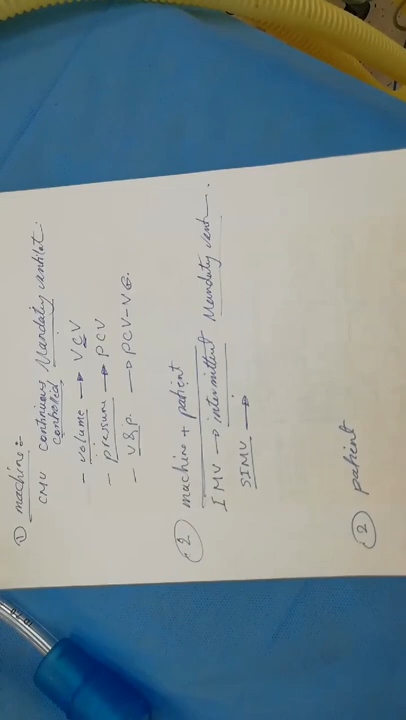 ① machine:
CMV continuous Mandatory ventilat.
controlled
- volume → VCV
- pressure → PCV
- V&p. → PCV-VG.
② machine + patient
IMV → intermittent Mandatory vent.
SIMV →
② patient